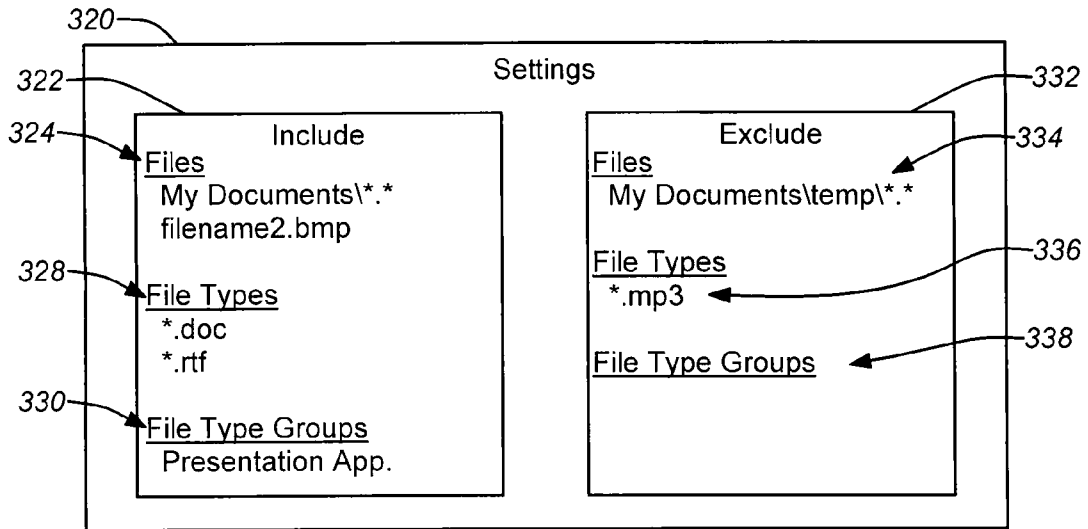 320
Settings
322
Include
324
Files
My Documents\*.*
filename2.bmp
328
File Types
*.doc
*.rtf
330
File Type Groups
Presentation App.
332
Exclude
334
Files
My Documents\temp\*.*
336
File Types
*.mp3
338
File Type Groups